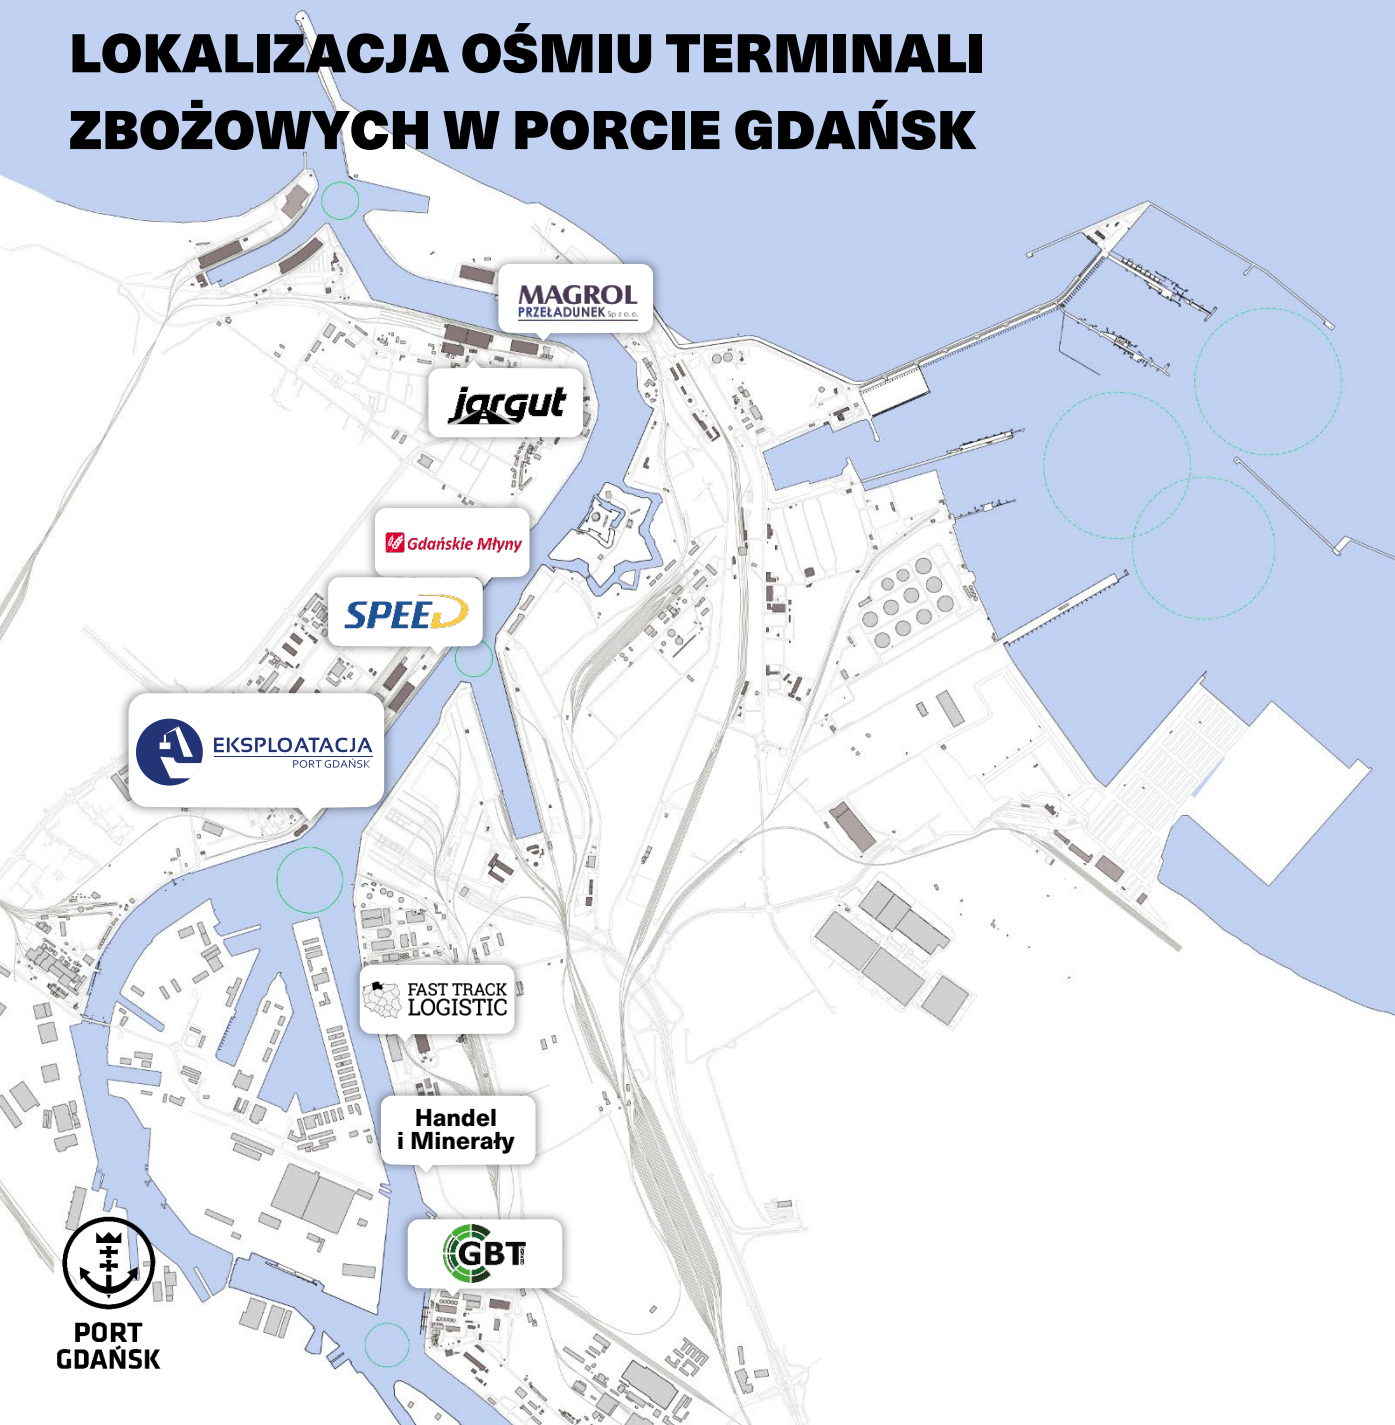 LOKALIZACJA OŚMIU TERMINALI
ZBOŻOWYCH W PORCIE GDAŃSK
MAGROL
PRZEŁADUNEK Sp z o.o.
jargut
Gdańskie Młyny
SPEED
EKSPLOATACJA
PORT GDAŃSK
FAST TRACK
LOGISTIC
Handel
i Minerały
GBT
PORT
GDAŃSK